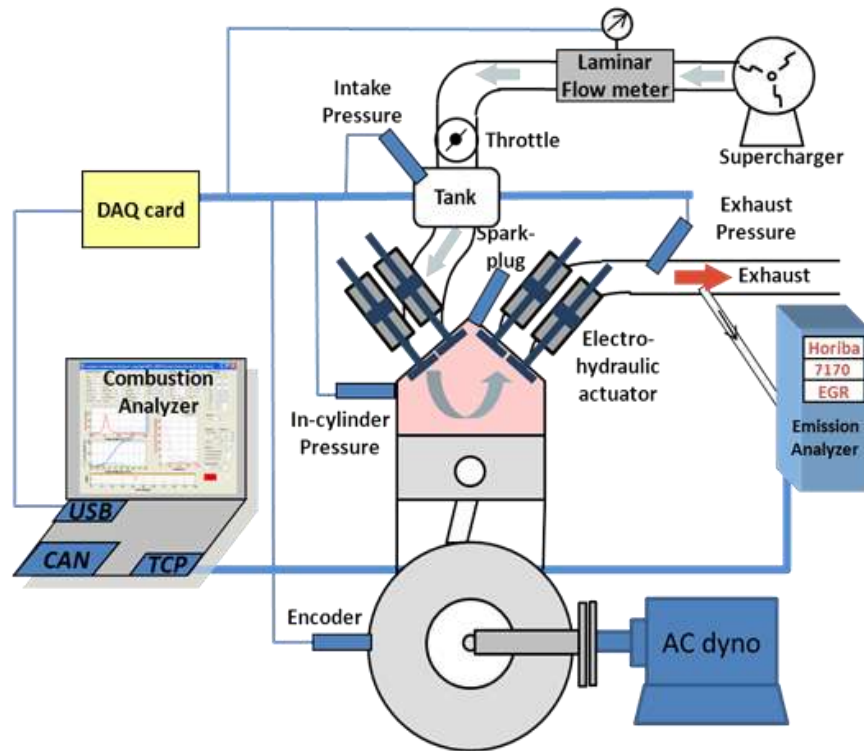 Laminar
Flow meter
Supercharger
Intake
Pressure
Throttle
DAQ card
Tank
Spark-
plug
Exhaust
Pressure
Exhaust
Electro-
hydraulic
actuator
Horiba
7170
EGR
Emission
Analyzer
Combustion
Analyzer
In-cylinder
Pressure
USB
CAN
TCP
Encoder
AC dyno